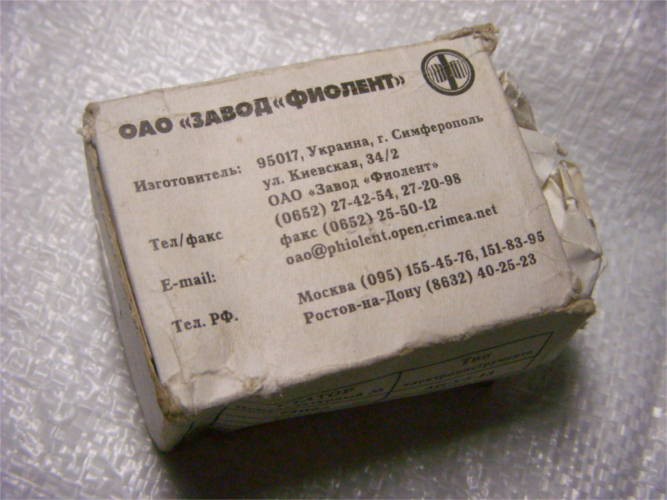 ОАО «ЗАВОД «ФИОЛЕНТ»
Изготовитель: 95017, Украина, г. Симферополь
ул. Киевская, 34/2
ОАО «Завод «Фиолент»
Тел/факс (0652) 27-42-54, 27-20-98
факс (0652) 25-50-12
E-mail: oao@phiolent.open.crimea.net
Тел. РФ. Москва (095) 155-45-76, 151-83-95
Ростов-на-Дону (8632) 40-25-23
Тип